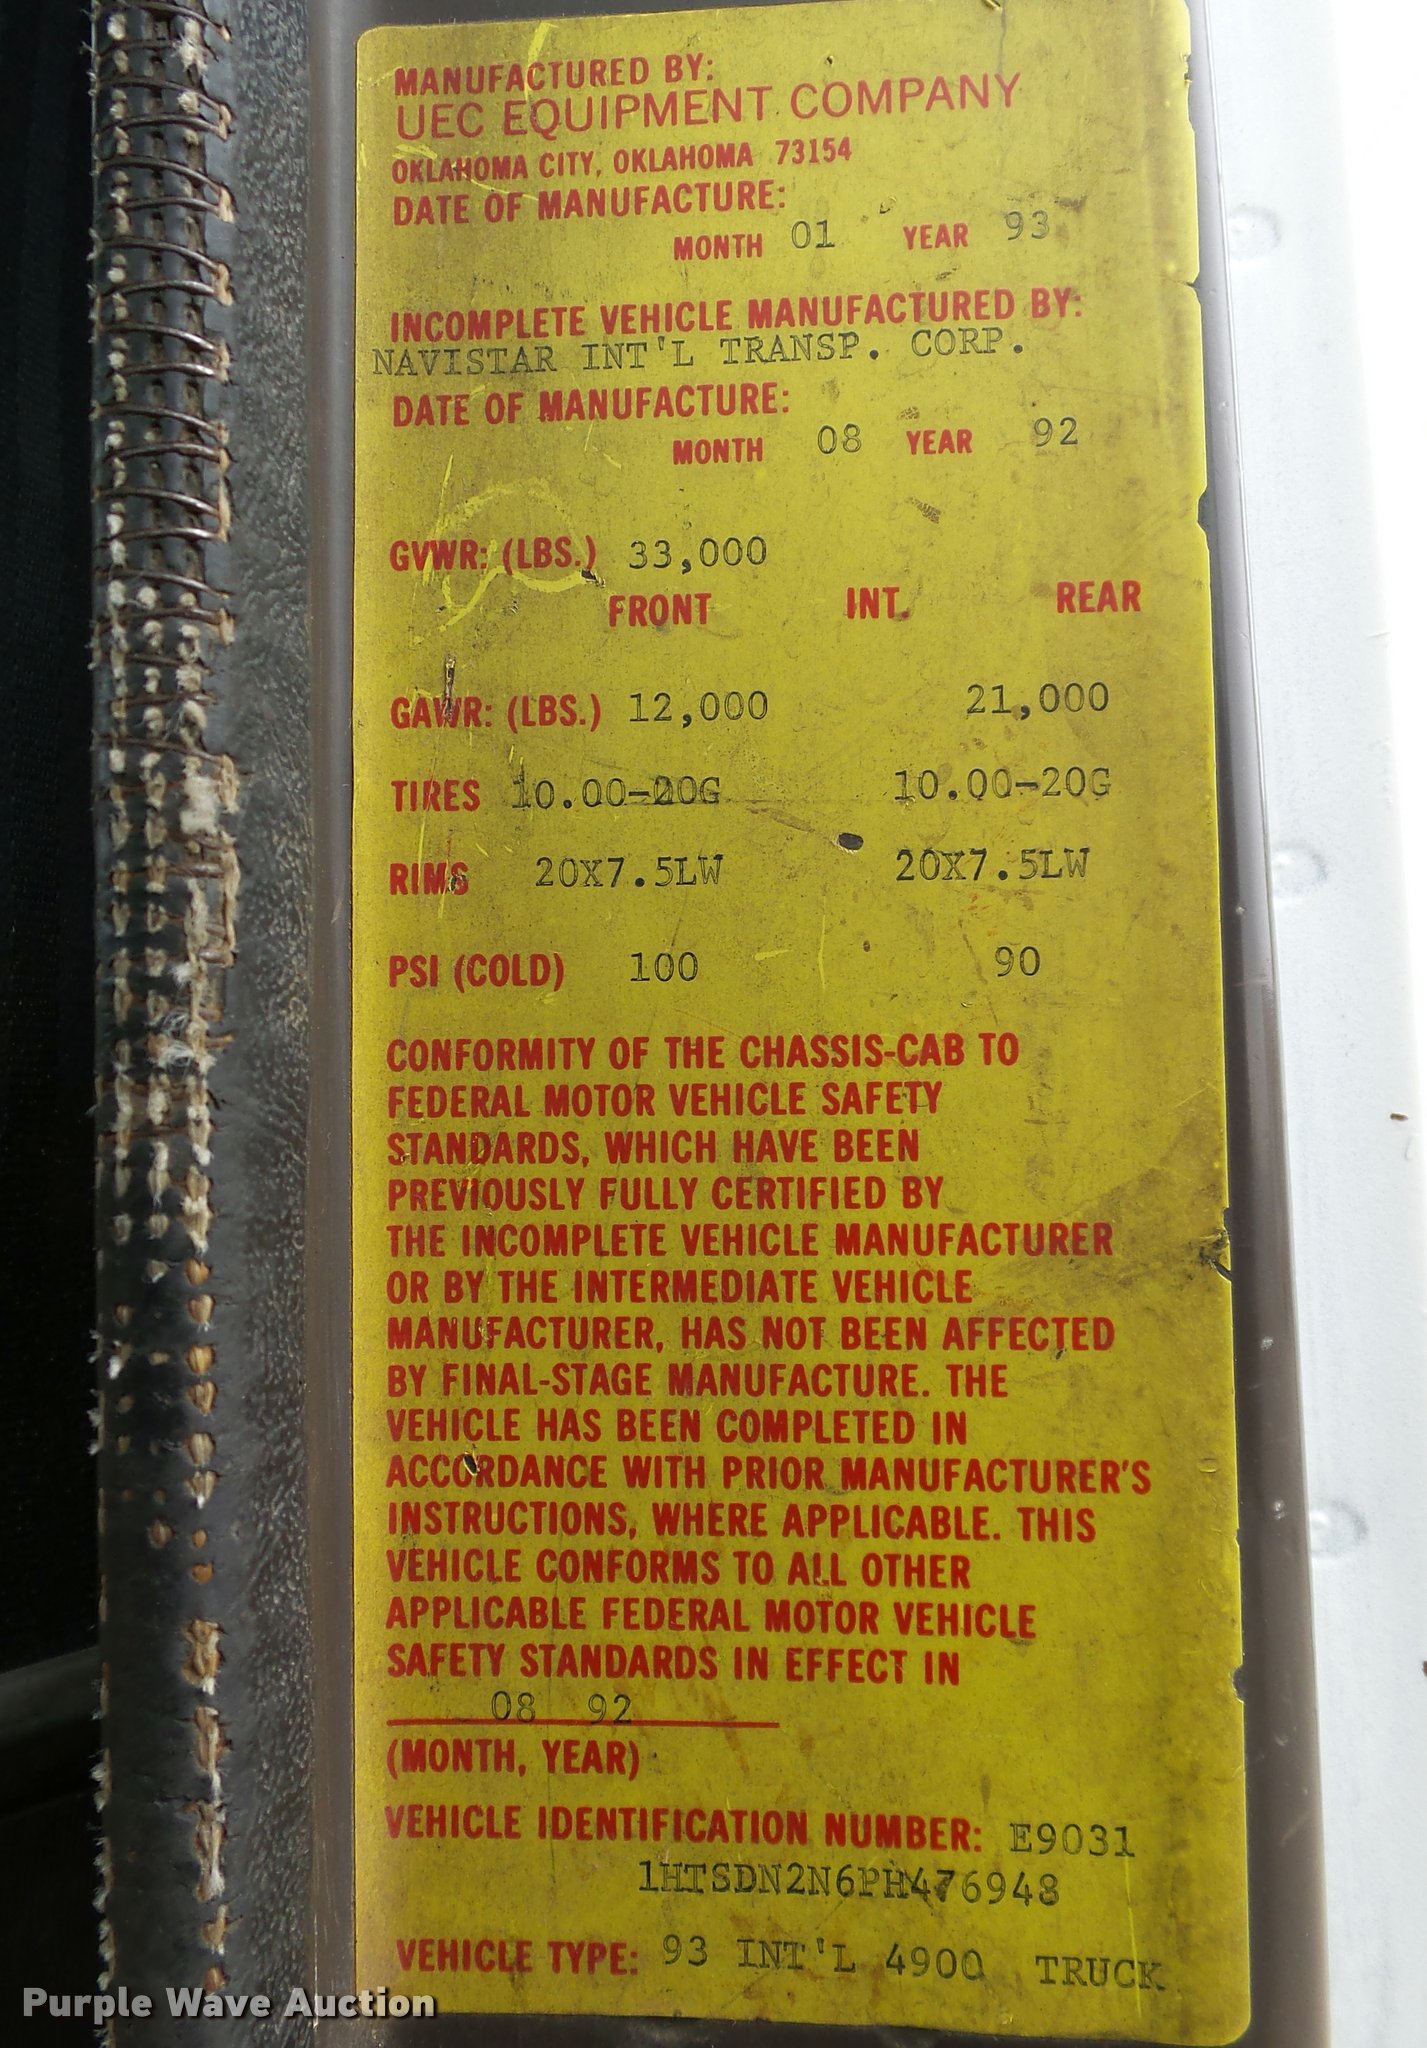 MANUFACTURED BY:
UEC EQUIPMENT COMPANY
OKLAHOMA CITY, OKLAHOMA 73154
DATE OF MANUFACTURE:
MONTH 01 YEAR 93
INCOMPLETE VEHICLE MANUFACTURED BY:
NAVISTAR INT'L TRANSP. CORP.
DATE OF MANUFACTURE:
MONTH 08 YEAR 92
GVWR: (LBS.) 33,000
FRONT INT. REAR
GAWR: (LBS.) 12,000 21,000
TIRES 10.00-20G 10.00-20G
RIMS 20X7.5LW 20X7.5LW
PSI (COLD) 100 90
CONFORMITY OF THE CHASSIS-CAB TO
FEDERAL MOTOR VEHICLE SAFETY
STANDARDS, WHICH HAVE BEEN
PREVIOUSLY FULLY CERTIFIED BY
THE INCOMPLETE VEHICLE MANUFACTURER
OR BY THE INTERMEDIATE VEHICLE
MANUFACTURER, HAS NOT BEEN AFFECTED
BY FINAL-STAGE MANUFACTURE. THE
VEHICLE HAS BEEN COMPLETED IN
ACCORDANCE WITH PRIOR MANUFACTURER'S
INSTRUCTIONS, WHERE APPLICABLE. THIS
VEHICLE CONFORMS TO ALL OTHER
APPLICABLE FEDERAL MOTOR VEHICLE
SAFETY STANDARDS IN EFFECT IN
08 92
(MONTH, YEAR)
VEHICLE IDENTIFICATION NUMBER: E9031
1HTSDN2N6PH476948
VEHICLE TYPE: 93 INT'L 4900 TRUCK
Purple Wave Auction